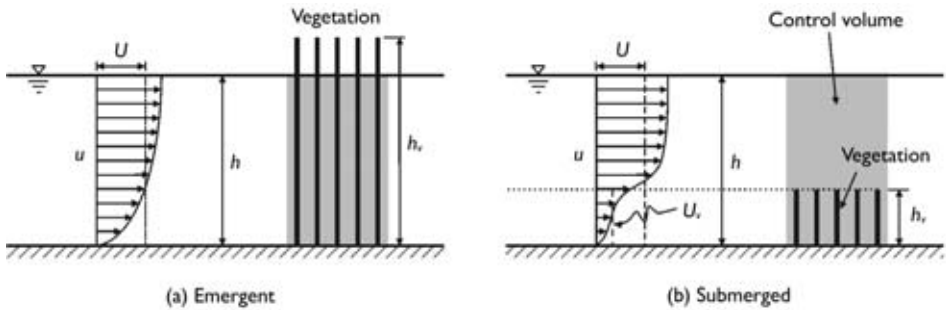 Vegetation
U
u
h
hᵥ
(a) Emergent
Control volume
U
u
h
Vegetation
Uᵥ
hᵥ
(b) Submerged